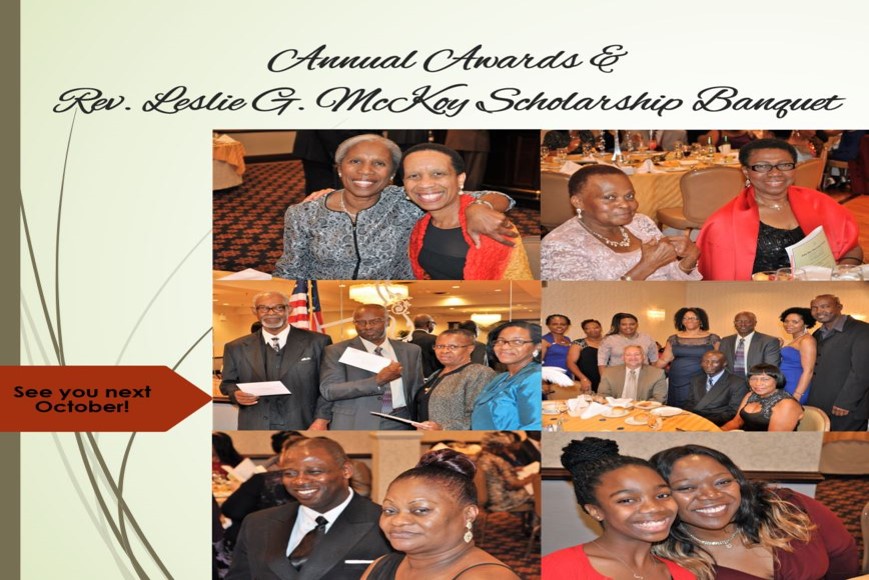 Annual Awards &
Rev. Leslie G. McKoy Scholarship Banquet
See you next
October!